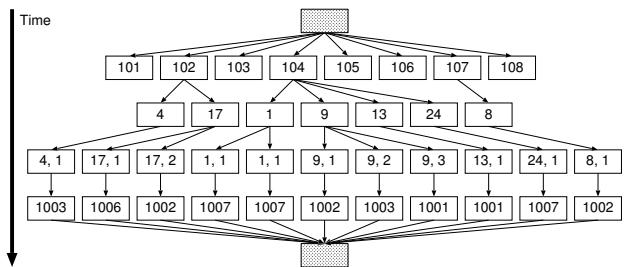 Time
101 102 103 104 105 106 107 108
4 17 1 9 13 24 8
4, 1 17, 1 17, 2 1, 1 1, 1 9, 1 9, 2 9, 3 13, 1 24, 1 8, 1
1003 1006 1002 1007 1007 1002 1003 1001 1001 1007 1002